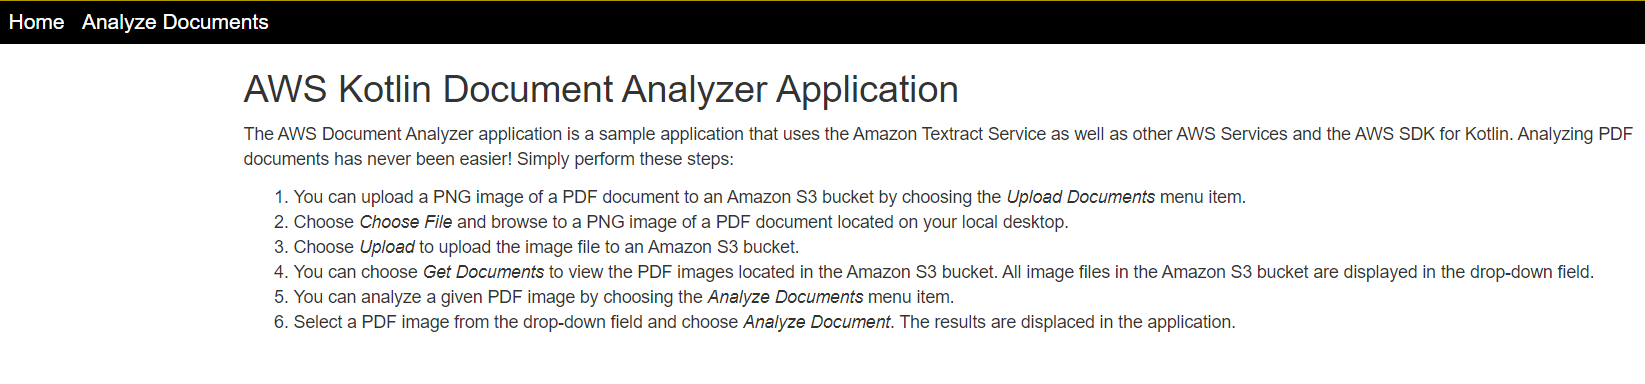 Home Analyze Documents
AWS Kotlin Document Analyzer Application
The AWS Document Analyzer application is a sample application that uses the Amazon Textract Service as well as other AWS Services and the AWS SDK for Kotlin. Analyzing PDF
documents has never been easier! Simply perform these steps:
1. You can upload a PNG image of a PDF document to an Amazon S3 bucket by choosing the Upload Documents menu item.
2. Choose Choose File and browse to a PNG image of a PDF document located on your local desktop.
3. Choose Upload to upload the image file to an Amazon S3 bucket.
4. You can choose Get Documents to view the PDF images located in the Amazon S3 bucket. All image files in the Amazon S3 bucket are displayed in the drop-down field.
5. You can analyze a given PDF image by choosing the Analyze Documents menu item.
6. Select a PDF image from the drop-down field and choose Analyze Document. The results are displaced in the application.